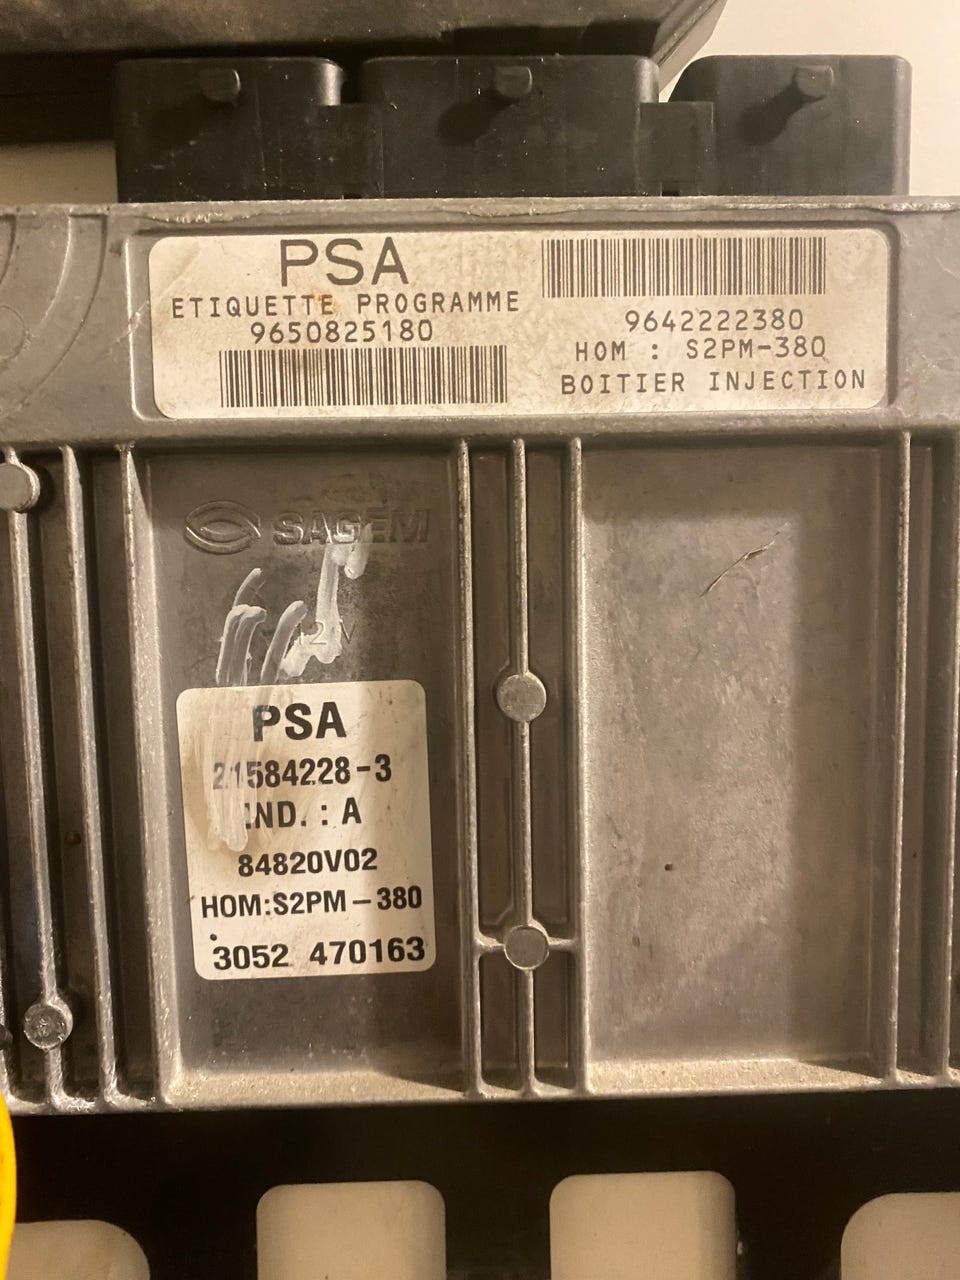 PSA
ETIQUETTE PROGRAMME
9650825180
9642222380
HOM : S2PM-380
BOITIER INJECTION
SAGEM
12V
PSA
21584228-3
IND. : A
84820V02
HOM:S2PM-380
3052 470163